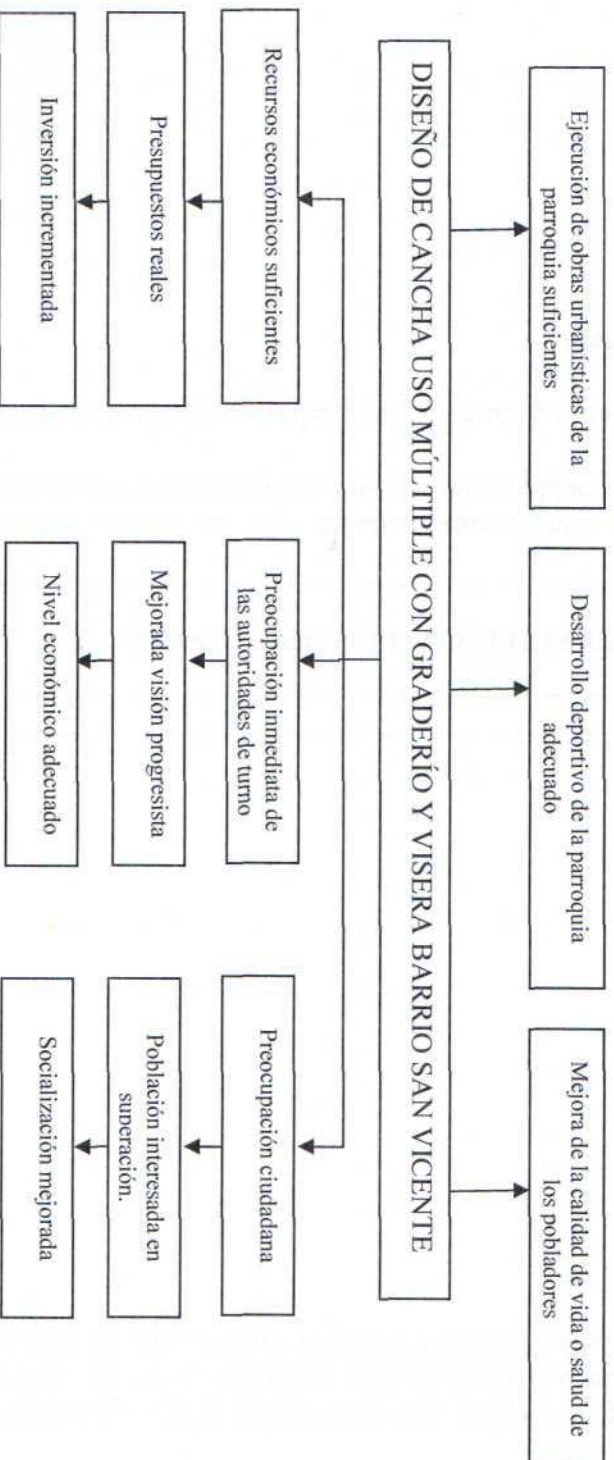 Ejecución de obras urbanísticas de la
parroquia suficientes
Desarrollo deportivo de la parroquia
adecuado
Mejora de la calidad de vida o salud de
los pobladores
DISEÑO DE CANCHA USO MÚLTIPLE CON GRADERÍO Y VISERA BARRIO SAN VICENTE
Recursos económicos suficientes
Preocupación inmediata de
las autoridades de turno
Preocupación ciudadana
Presupuestos reales
Mejorada visión progresista
Población interesada en
superación.
Inversión incrementada
Nivel económico adecuado
Socialización mejorada